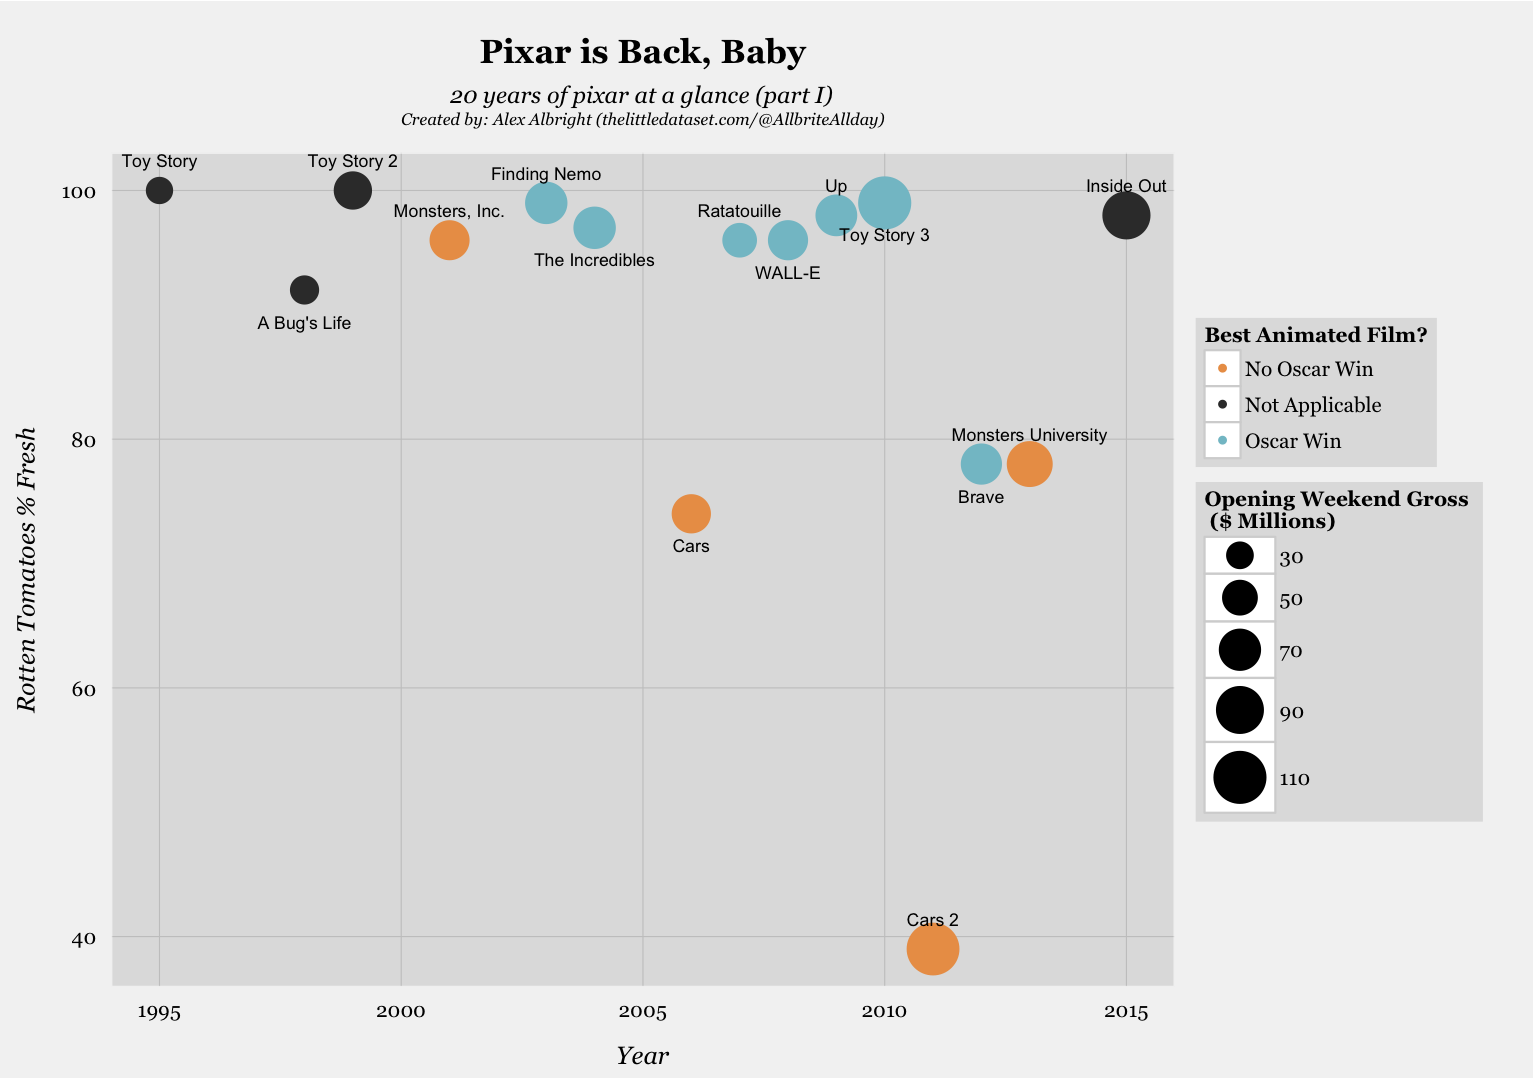 Pixar is Back, Baby
20 years of pixar at a glance (part I)
Created by: Alex Albright (thelittledataset.com/@AllbriteAllday)
Toy Story
Toy Story 2
Finding Nemo
Monsters, Inc.
The Incredibles
A Bug's Life
Ratatouille
WALL-E
Up
Toy Story 3
Inside Out
Monsters University
Brave
Cars
Cars 2
Rotten Tomatoes % Fresh
100
80
60
40
1995
2000
2005
2010
2015
Year
Best Animated Film?
No Oscar Win
Not Applicable
Oscar Win
Opening Weekend Gross
($ Millions)
30
50
70
90
110